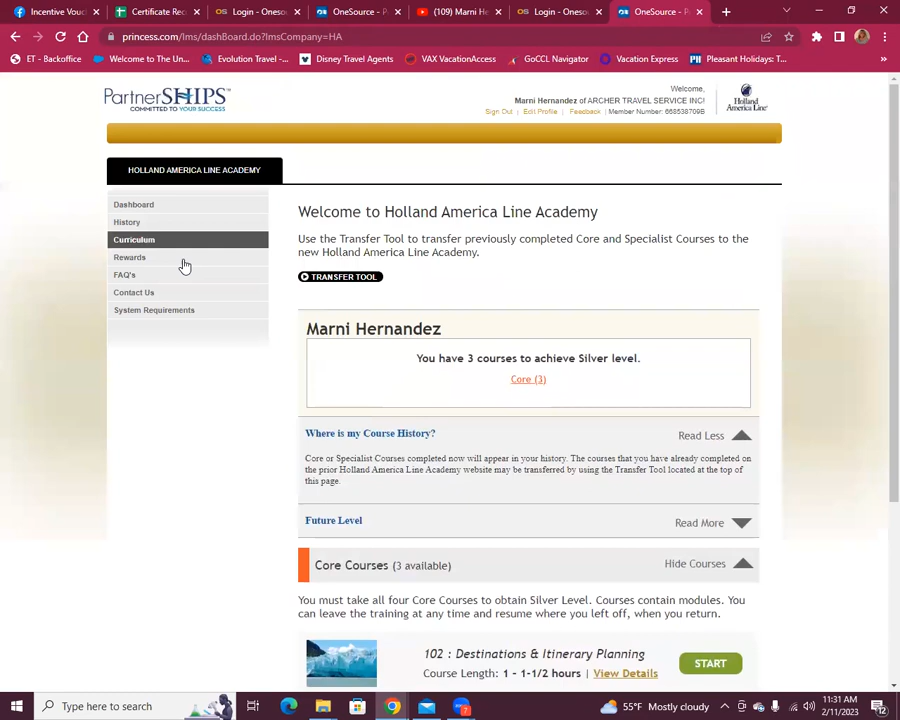 Incentive Vouc
Certificate Rec
Login - Oneso
OneSource - P
(109) Marni He
Login - Oneso
OneSource - P
princess.com/lms/dashBoard.do?lmsCompany=HA
ET - Backoffice
Welcome to The Un...
Evolution Travel -...
Disney Travel Agents
VAX VacationAccess
GoCCL Navigator
Vacation Express
Pleasant Holidays: T...
PartnerSHIPS
COMMITTED TO YOUR SUCCESS
Welcome,
Marni Hernandez of ARCHER TRAVEL SERVICE INC!
Sign Out | Edit Profile | Feedback | Member Number: 668538709B
Holland
America Line
HOLLAND AMERICA LINE ACADEMY
Dashboard
History
Curriculum
Rewards
FAQ's
Contact Us
System Requirements
Welcome to Holland America Line Academy
Use the Transfer Tool to transfer previously completed Core and Specialist Courses to the
new Holland America Line Academy.
TRANSFER TOOL
Marni Hernandez
You have 3 courses to achieve Silver level.
Core (3)
Where is my Course History?
Read Less
Core or Specialist Courses completed now will appear in your history. The courses that you have already completed on
the prior Holland America Line Academy website may be transferred by using the Transfer Tool located at the top of
this page.
Future Level
Read More
Core Courses (3 available)
Hide Courses
You must take all four Core Courses to obtain Silver Level. Courses contain modules. You
can leave the training at any time and resume where you left off, when you return.
102 : Destinations & Itinerary Planning
Course Length: 1 - 1-1/2 hours | View Details
START
Type here to search
55°F Mostly cloudy
11:31 AM
2/11/2023